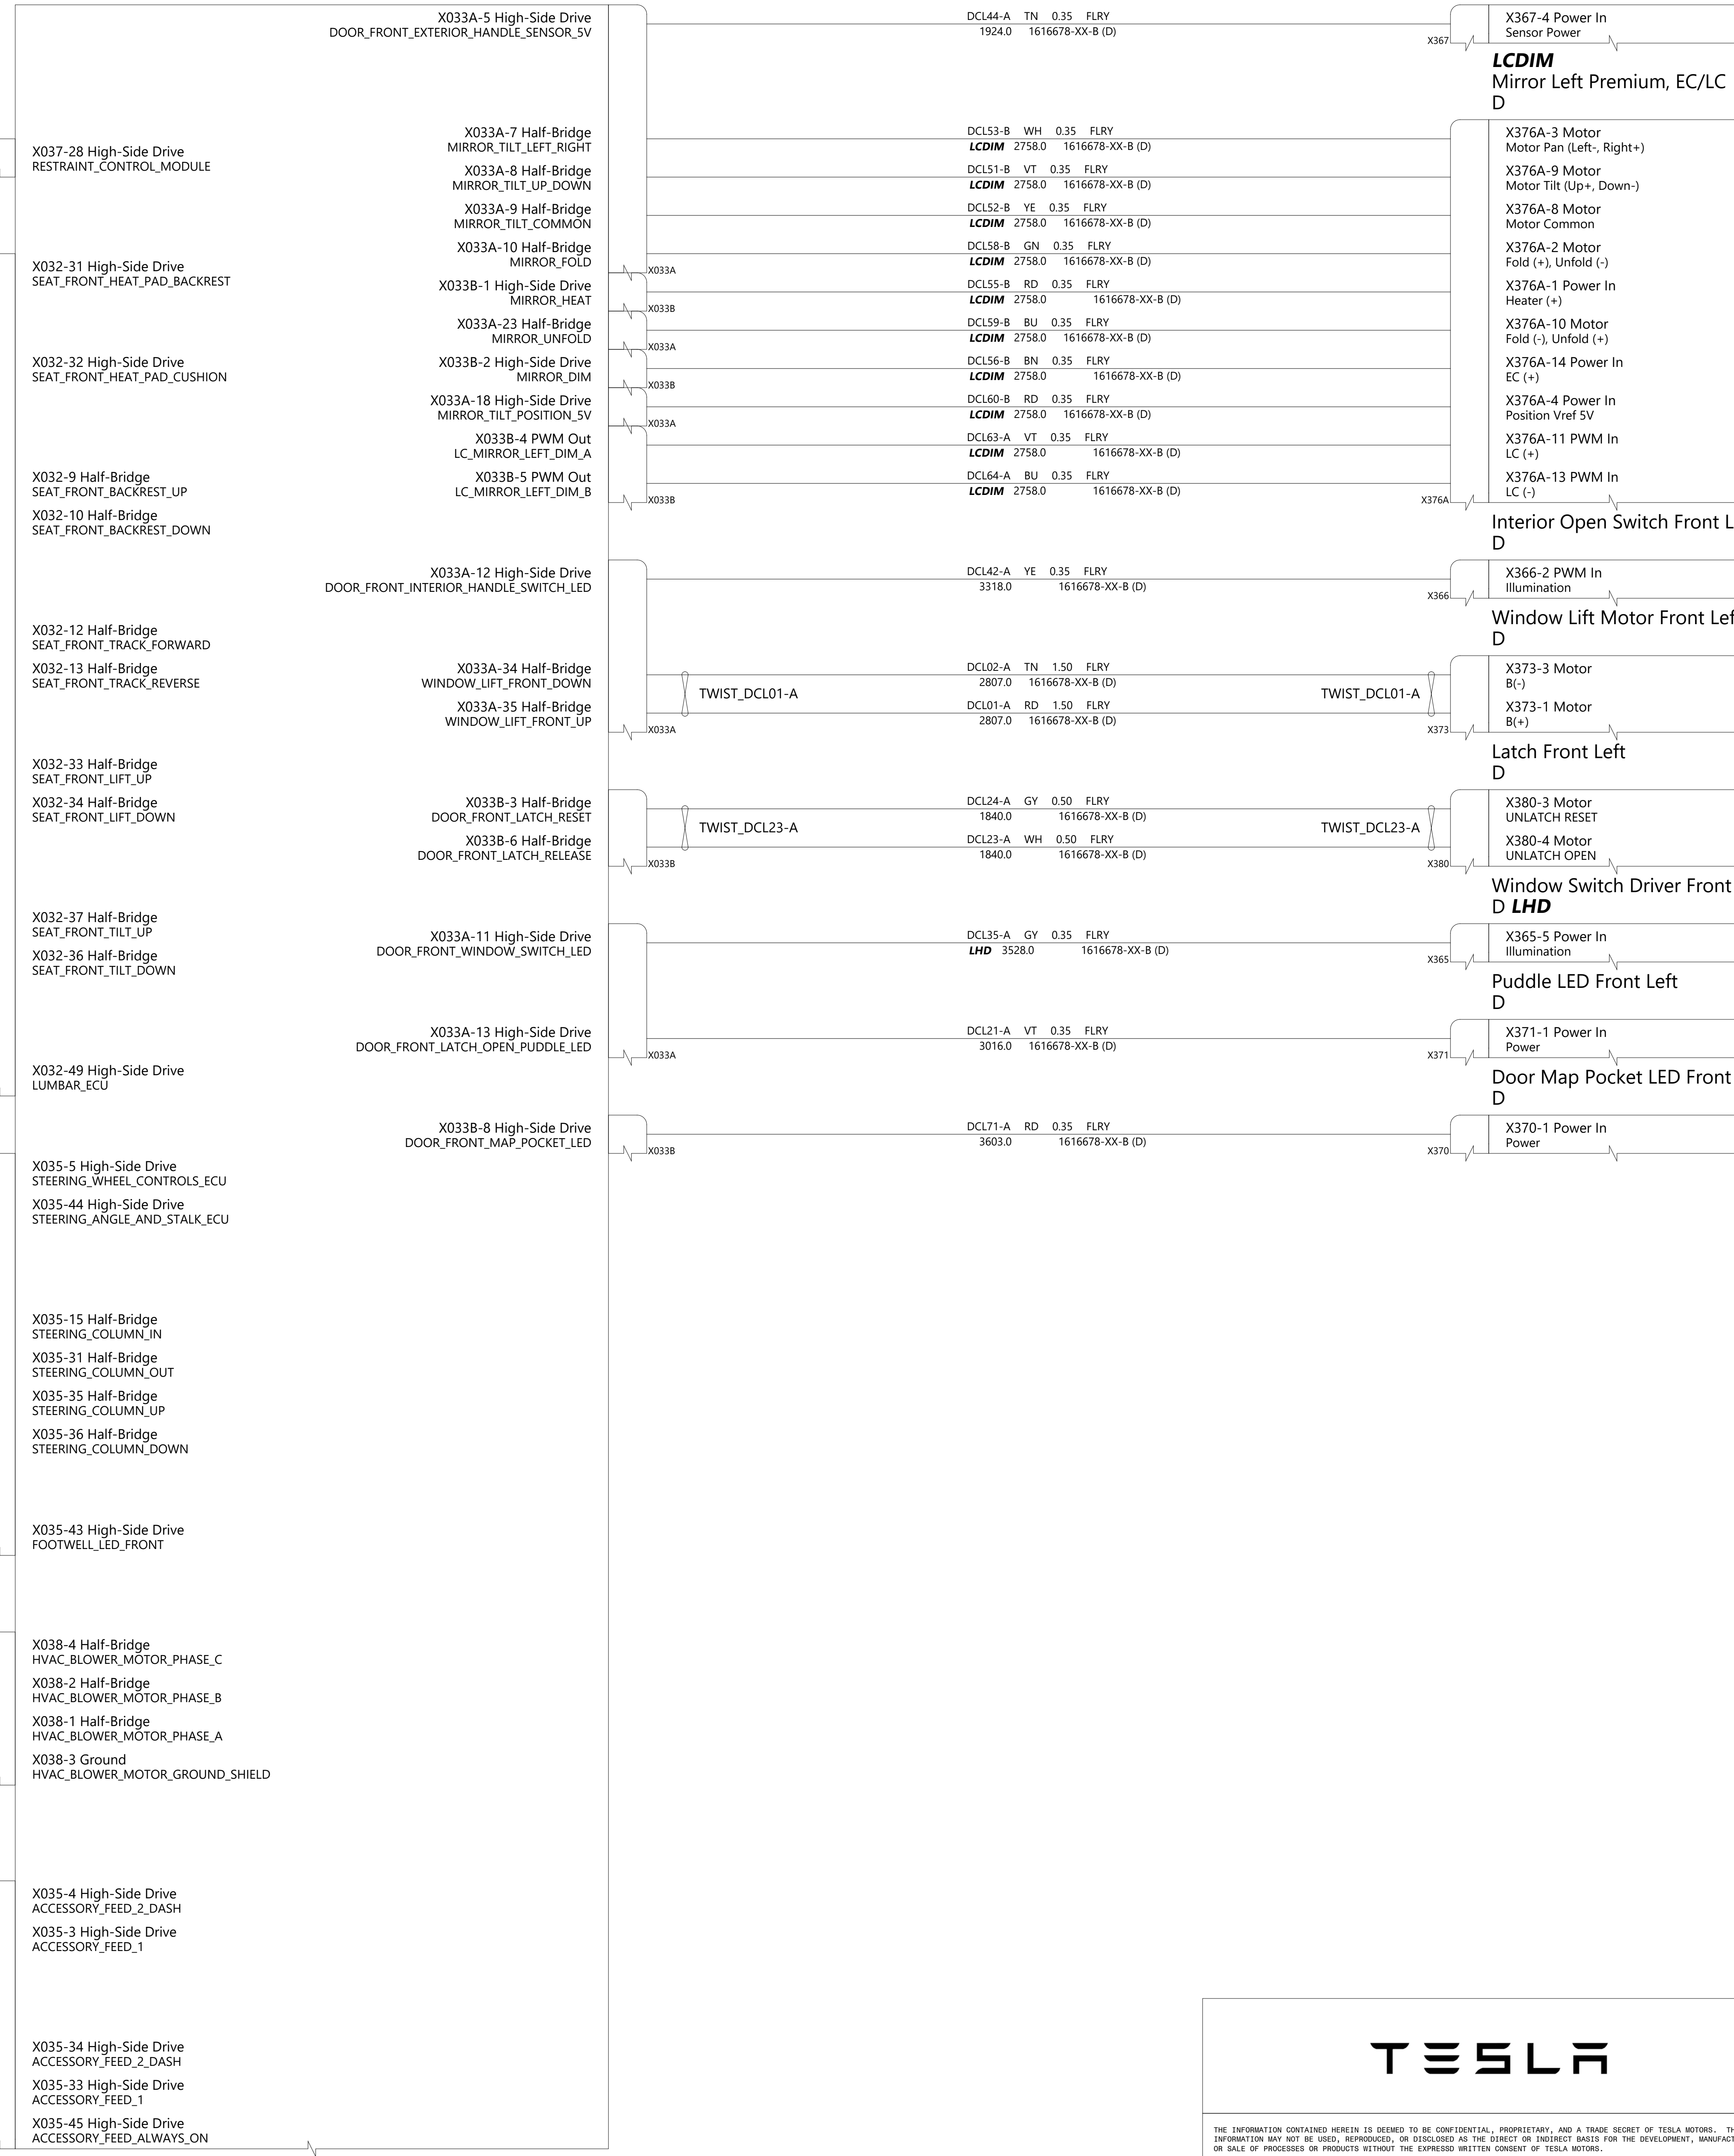 X033A-5 High-Side Drive
DOOR_FRONT_EXTERIOR_HANDLE_SENSOR_5V
DCL44-A TN 0.35 FLRY
1924.0 1616678-XX-B (D)
X367
X367-4 Power In
Sensor Power
LCDIM
Mirror Left Premium, EC/LC
D
X037-28 High-Side Drive
RESTRAINT_CONTROL_MODULE
X033A-7 Half-Bridge
MIRROR_TILT_LEFT_RIGHT
DCL53-B WH 0.35 FLRY
LCDIM 2758.0 1616678-XX-B (D)
X376A-3 Motor
Motor Pan (Left-, Right+)
X033A-8 Half-Bridge
MIRROR_TILT_UP_DOWN
DCL51-B VT 0.35 FLRY
LCDIM 2758.0 1616678-XX-B (D)
X376A-9 Motor
Motor Tilt (Up+, Down-)
X033A-9 Half-Bridge
MIRROR_TILT_COMMON
DCL52-B YE 0.35 FLRY
LCDIM 2758.0 1616678-XX-B (D)
X376A-8 Motor
Motor Common
X032-31 High-Side Drive
SEAT_FRONT_HEAT_PAD_BACKREST
X033A-10 Half-Bridge
MIRROR_FOLD
X033A
DCL58-B GN 0.35 FLRY
LCDIM 2758.0 1616678-XX-B (D)
X376A-2 Motor
Fold (+), Unfold (-)
X033B-1 High-Side Drive
MIRROR_HEAT
X033B
DCL55-B RD 0.35 FLRY
LCDIM 2758.0 1616678-XX-B (D)
X376A-1 Power In
Heater (+)
X033A-23 Half-Bridge
MIRROR_UNFOLD
X033A
DCL59-B BU 0.35 FLRY
LCDIM 2758.0 1616678-XX-B (D)
X376A-10 Motor
Fold (-), Unfold (+)
X032-32 High-Side Drive
SEAT_FRONT_HEAT_PAD_CUSHION
X033B-2 High-Side Drive
MIRROR_DIM
X033B
DCL56-B BN 0.35 FLRY
LCDIM 2758.0 1616678-XX-B (D)
X376A-14 Power In
EC (+)
X033A-18 High-Side Drive
MIRROR_TILT_POSITION_5V
X033A
DCL60-B RD 0.35 FLRY
LCDIM 2758.0 1616678-XX-B (D)
X376A-4 Power In
Position Vref 5V
X033B-4 PWM Out
LC_MIRROR_LEFT_DIM_A
DCL63-A VT 0.35 FLRY
LCDIM 2758.0 1616678-XX-B (D)
X376A-11 PWM In
LC (+)
X032-9 Half-Bridge
SEAT_FRONT_BACKREST_UP
X033B-5 PWM Out
LC_MIRROR_LEFT_DIM_B
X033B
DCL64-A BU 0.35 FLRY
LCDIM 2758.0 1616678-XX-B (D)
X376A
X376A-13 PWM In
LC (-)
X032-10 Half-Bridge
SEAT_FRONT_BACKREST_DOWN
Interior Open Switch Front L
D
X033A-12 High-Side Drive
DOOR_FRONT_INTERIOR_HANDLE_SWITCH_LED
DCL42-A YE 0.35 FLRY
3318.0 1616678-XX-B (D)
X366
X366-2 PWM In
Illumination
X032-12 Half-Bridge
SEAT_FRONT_TRACK_FORWARD
Window Lift Motor Front Lef
D
X032-13 Half-Bridge
SEAT_FRONT_TRACK_REVERSE
X033A-34 Half-Bridge
WINDOW_LIFT_FRONT_DOWN
DCL02-A TN 1.50 FLRY
2807.0 1616678-XX-B (D)
X373-3 Motor
B(-)
TWIST_DCL01-A
TWIST_DCL01-A
X033A-35 Half-Bridge
WINDOW_LIFT_FRONT_UP
X033A
DCL01-A RD 1.50 FLRY
2807.0 1616678-XX-B (D)
X373
X373-1 Motor
B(+)
X032-33 Half-Bridge
SEAT_FRONT_LIFT_UP
Latch Front Left
D
X032-34 Half-Bridge
SEAT_FRONT_LIFT_DOWN
X033B-3 Half-Bridge
DOOR_FRONT_LATCH_RESET
DCL24-A GY 0.50 FLRY
1840.0 1616678-XX-B (D)
X380-3 Motor
UNLATCH RESET
TWIST_DCL23-A
TWIST_DCL23-A
X033B-6 Half-Bridge
DOOR_FRONT_LATCH_RELEASE
X033B
DCL23-A WH 0.50 FLRY
1840.0 1616678-XX-B (D)
X380
X380-4 Motor
UNLATCH OPEN
Window Switch Driver Front
D LHD
X032-37 Half-Bridge
SEAT_FRONT_TILT_UP
X033A-11 High-Side Drive
DOOR_FRONT_WINDOW_SWITCH_LED
DCL35-A GY 0.35 FLRY
LHD 3528.0 1616678-XX-B (D)
X365
X365-5 Power In
Illumination
X032-36 Half-Bridge
SEAT_FRONT_TILT_DOWN
Puddle LED Front Left
D
X033A-13 High-Side Drive
DOOR_FRONT_LATCH_OPEN_PUDDLE_LED
X033A
DCL21-A VT 0.35 FLRY
3016.0 1616678-XX-B (D)
X371
X371-1 Power In
Power
X032-49 High-Side Drive
LUMBAR_ECU
Door Map Pocket LED Front
D
X033B-8 High-Side Drive
DOOR_FRONT_MAP_POCKET_LED
X033B
DCL71-A RD 0.35 FLRY
3603.0 1616678-XX-B (D)
X370
X370-1 Power In
Power
X035-5 High-Side Drive
STEERING_WHEEL_CONTROLS_ECU
X035-44 High-Side Drive
STEERING_ANGLE_AND_STALK_ECU
X035-15 Half-Bridge
STEERING_COLUMN_IN
X035-31 Half-Bridge
STEERING_COLUMN_OUT
X035-35 Half-Bridge
STEERING_COLUMN_UP
X035-36 Half-Bridge
STEERING_COLUMN_DOWN
X035-43 High-Side Drive
FOOTWELL_LED_FRONT
X038-4 Half-Bridge
HVAC_BLOWER_MOTOR_PHASE_C
X038-2 Half-Bridge
HVAC_BLOWER_MOTOR_PHASE_B
X038-1 Half-Bridge
HVAC_BLOWER_MOTOR_PHASE_A
X038-3 Ground
HVAC_BLOWER_MOTOR_GROUND_SHIELD
X035-4 High-Side Drive
ACCESSORY_FEED_2_DASH
X035-3 High-Side Drive
ACCESSORY_FEED_1
X035-34 High-Side Drive
ACCESSORY_FEED_2_DASH
X035-33 High-Side Drive
ACCESSORY_FEED_1
X035-45 High-Side Drive
ACCESSORY_FEED_ALWAYS_ON
TESLA
THE INFORMATION CONTAINED HEREIN IS DEEMED TO BE CONFIDENTIAL, PROPRIETARY, AND A TRADE SECRET OF TESLA MOTORS. TH
INFORMATION MAY NOT BE USED, REPRODUCED, OR DISCLOSED AS THE DIRECT OR INDIRECT BASIS FOR THE DEVELOPMENT, MANUFACT
OR SALE OF PROCESSES OR PRODUCTS WITHOUT THE EXPRESSD WRITTEN CONSENT OF TESLA MOTORS.